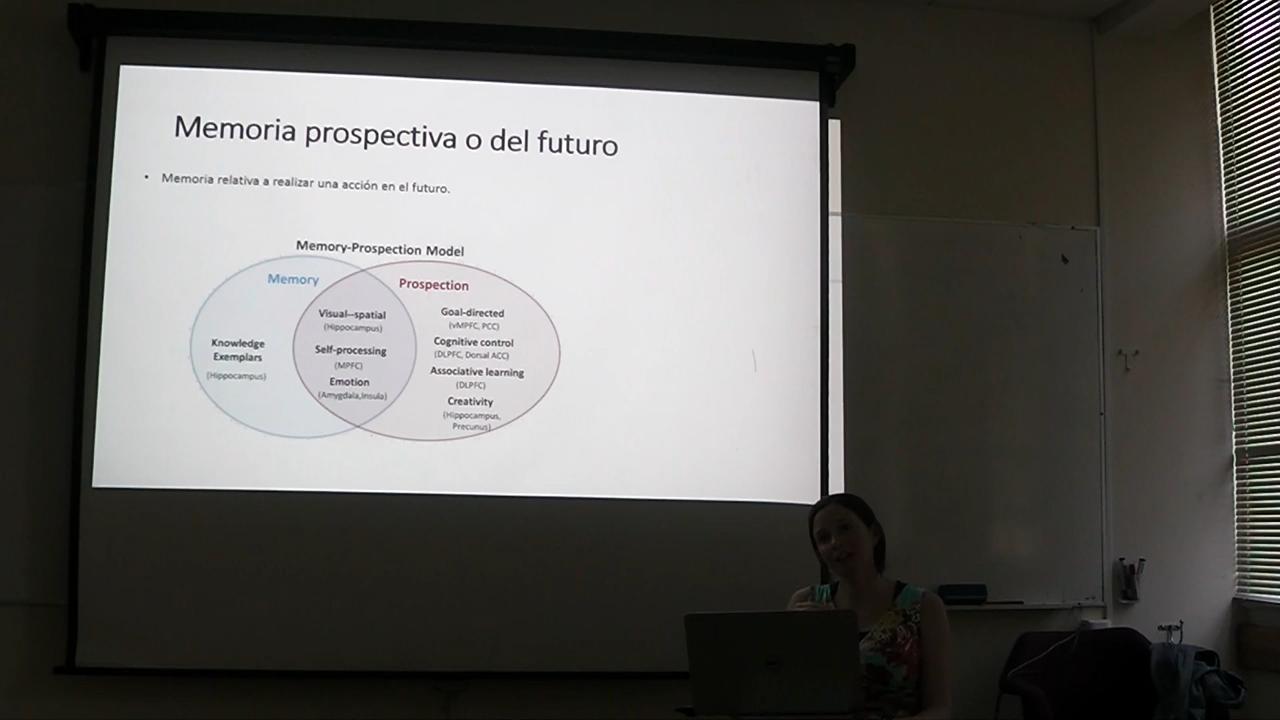 Memoria prospectiva o del futuro
• Memoria relativa a realizar una acción en el futuro.
Memory-Prospection Model
Memory
Knowledge
Exemplars
(Hippocampus)
Visual–spatial
(Hippocampus)
Self-processing
(MPFC)
Emotion
(Amygdala,Insula)
Prospection
Goal-directed
(vMPFC, PCC)
Cognitive control
(DLPFC, Dorsal ACC)
Associative learning
(DLPFC)
Creativity
(Hippocampus,
Precunus)